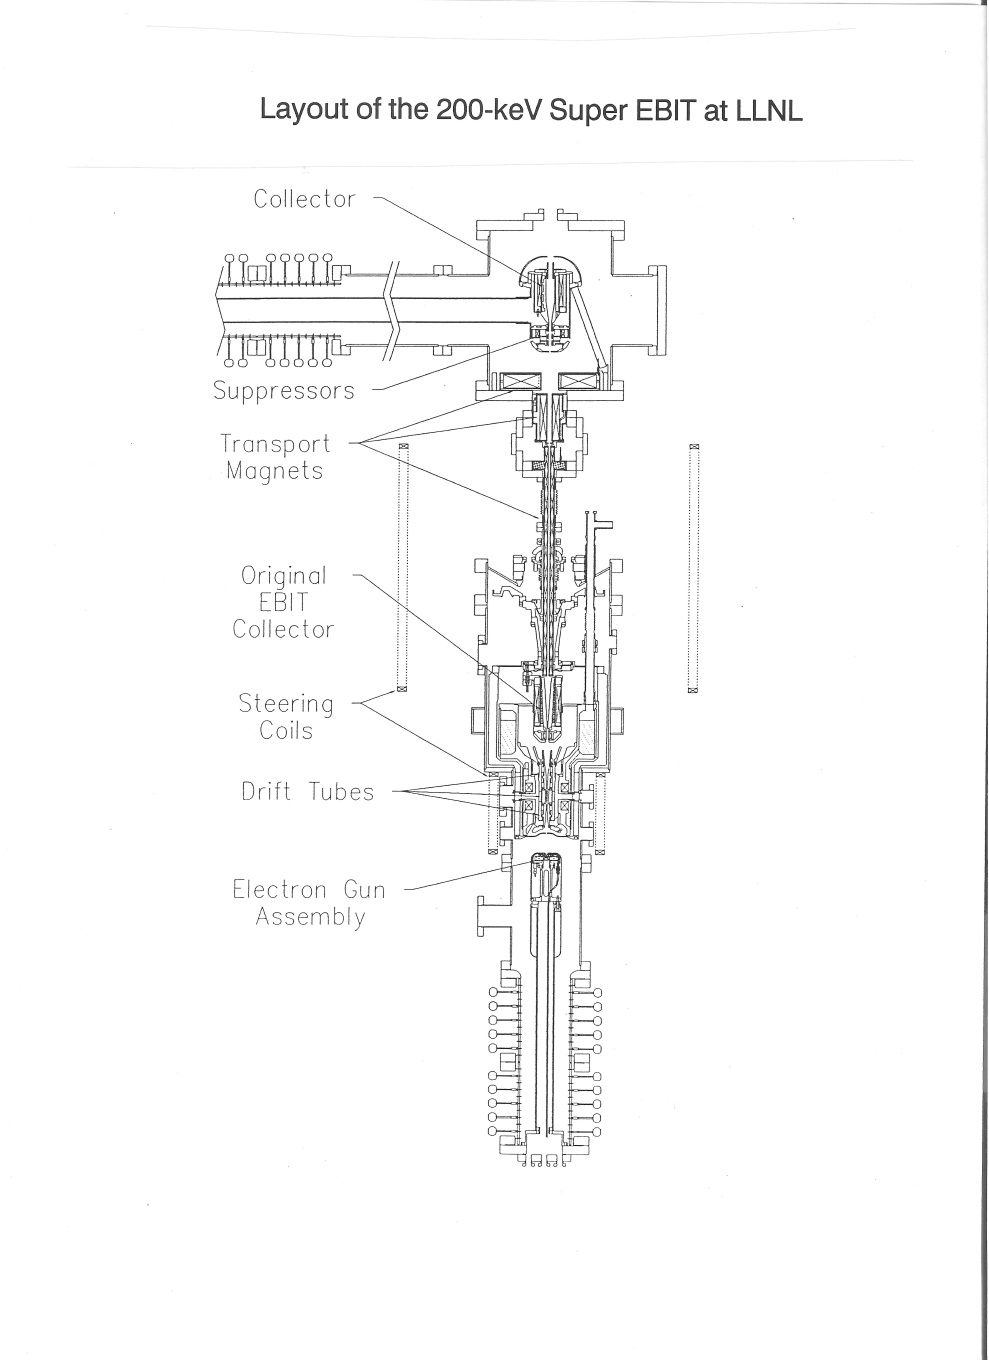 Layout of the 200-keV Super EBIT at LLNL
Collector
Suppressors
Transport
Magnets
Original
EBIT
Collector
Steering
Coils
Drift Tubes
Electron Gun
Assembly